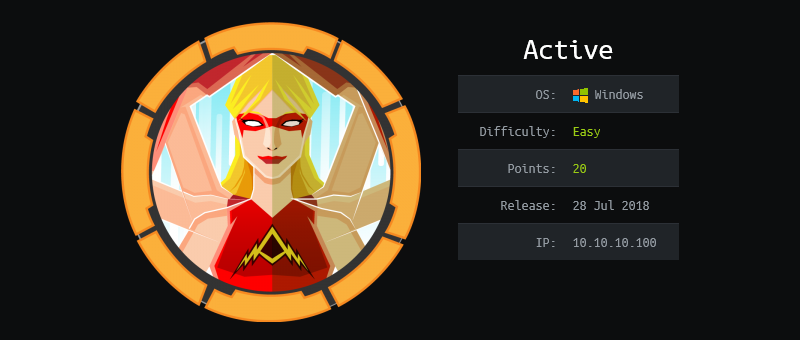 Active
OS: Windows
Difficulty: Easy
Points: 20
Release: 28 Jul 2018
IP: 10.10.10.100